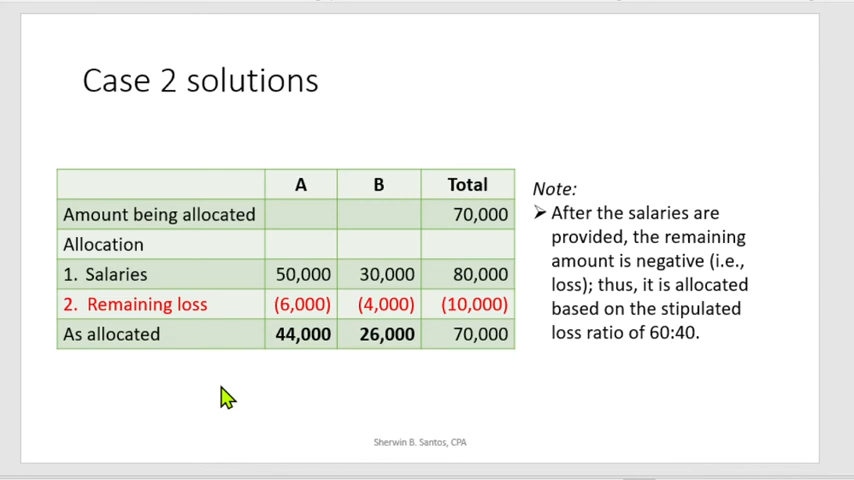 Case 2 solutions
A B Total
Amount being allocated 70,000
Allocation
1. Salaries 50,000 30,000 80,000
2. Remaining loss (6,000) (4,000) (10,000)
As allocated 44,000 26,000 70,000
Note:
➢ After the salaries are
provided, the remaining
amount is negative (i.e.,
loss); thus, it is allocated
based on the stipulated
loss ratio of 60:40.
Sherwin B. Santos, CPA